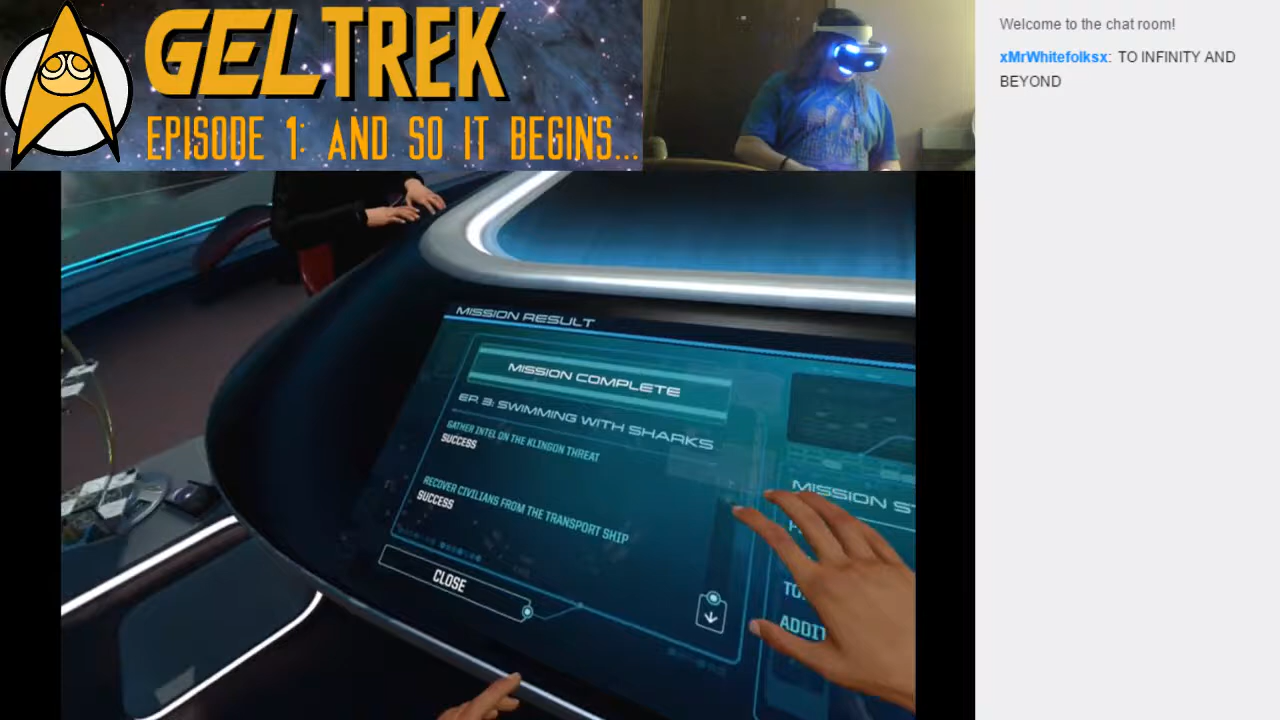 GELTREK
EPISODE 1: AND SO IT BEGINS...
Welcome to the chat room!
xMrWhitefolksx: TO INFINITY AND
BEYOND
MISSION RESULT
MISSION COMPLETE
EP. 3: SWIMMING WITH SHARKS
GATHER INTEL ON THE KLINGON THREAT
SUCCESS
RECOVER CIVILIANS FROM THE TRANSPORT SHIP
SUCCESS
CLOSE
MISSION